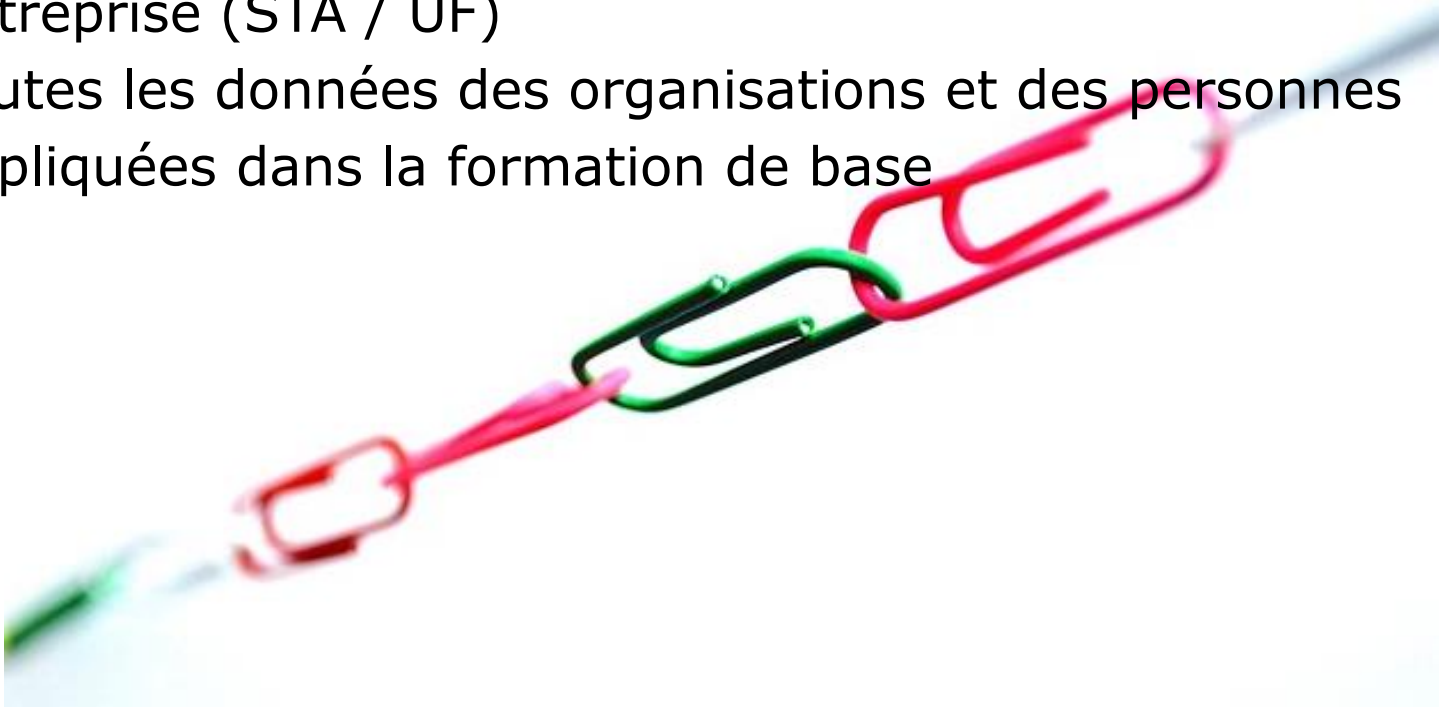 treprise (STA / UF)
utes les données des organisations et des personnes
pliquées dans la formation de base